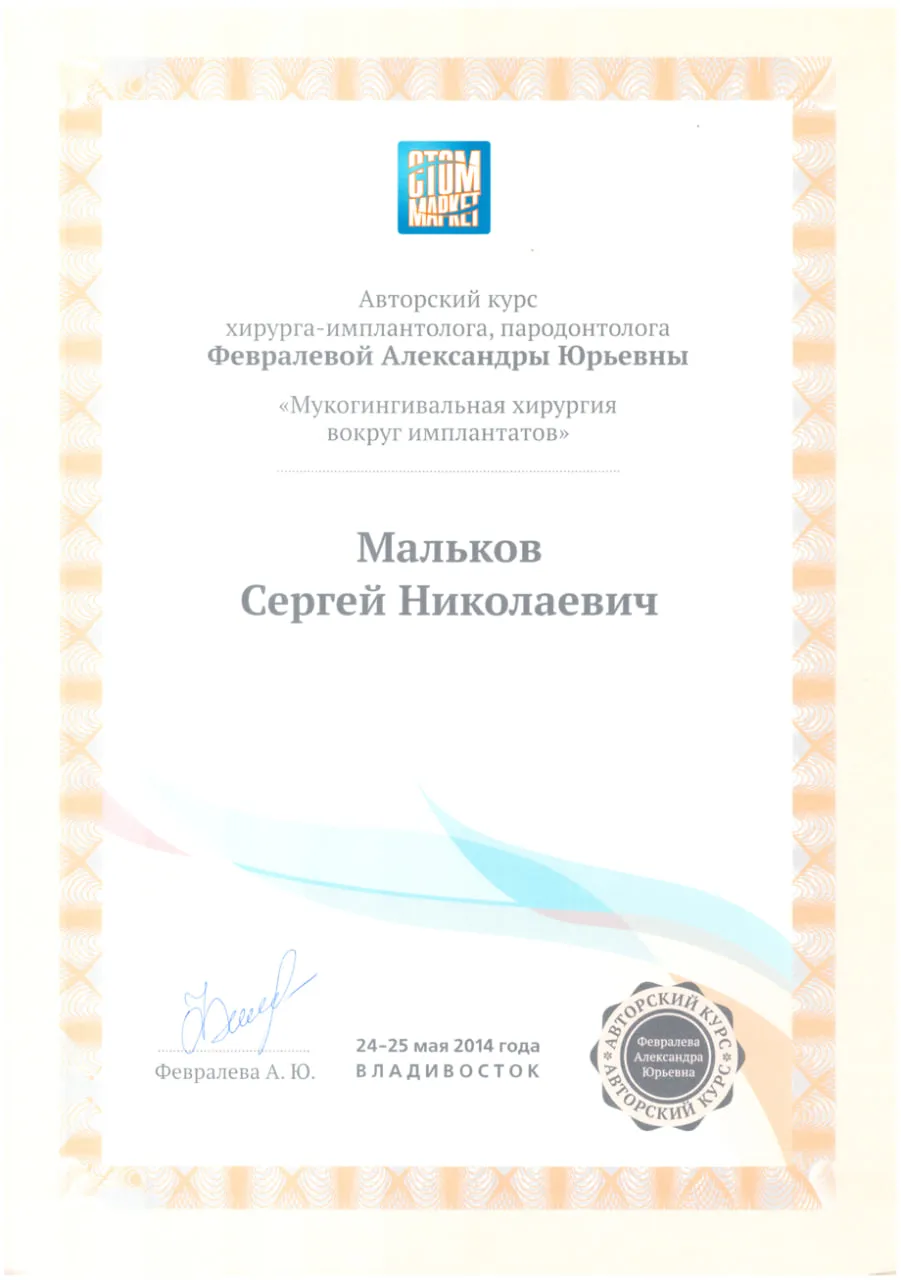 СТОМ
МАРКЕТ
Авторский курс
хирурга-имплантолога, пародонтолога
Февралевой Александры Юрьевны
«Мукогингивальная хирургия
вокруг имплантатов»
Мальков
Сергей Николаевич
Февралева А. Ю.
24–25 мая 2014 года
ВЛАДИВОСТОК
АВТОРСКИЙ КУРС
Февралева
Александра
Юрьевна
АВТОРСКИЙ КУРС